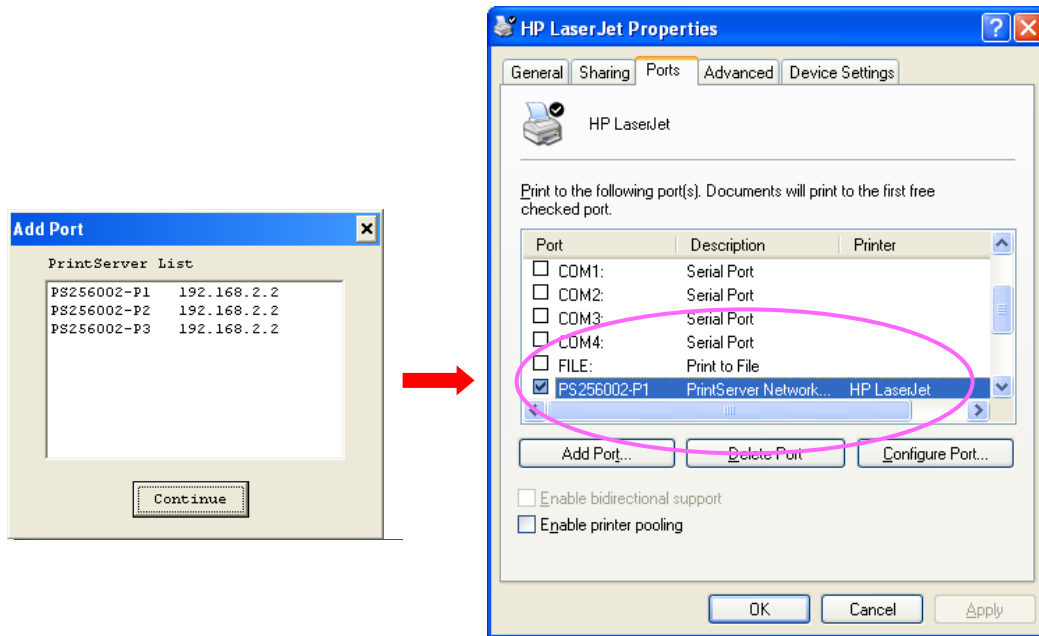 Add Port
PrintServer List
PS256002-P1 192.168.2.2
PS256002-P2 192.168.2.2
PS256002-P3 192.168.2.2
Continue
HP LaserJet Properties
General Sharing Ports Advanced Device Settings
HP LaserJet
Print to the following port(s). Documents will print to the first free
checked port.
Port Description Printer
COM1: Serial Port
COM2: Serial Port
COM3: Serial Port
COM4: Serial Port
FILE: Print to File
PS256002-P1 PrintServer Network... HP LaserJet
Add Port... Delete Port Configure Port...
Enable bidirectional support
Enable printer pooling
OK Cancel Apply